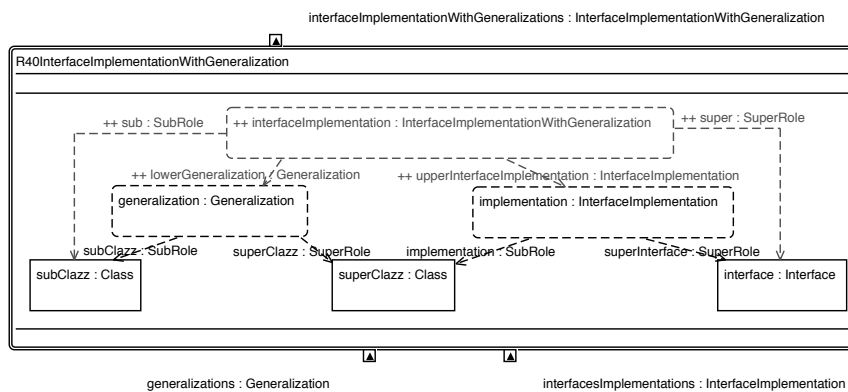 interfaceImplementationWithGeneralizations : InterfaceImplementationWithGeneralization
R40InterfaceImplementationWithGeneralization
++ sub : SubRole
++ interfaceImplementation : InterfaceImplementationWithGeneralization
++ super : SuperRole
++ lowerGeneralization : Generalization
++ upperInterfaceImplementation : InterfaceImplementation
generalization : Generalization
implementation : InterfaceImplementation
subClazz : SubRole
superClazz : SuperRole
implementation : SubRole
superInterface : SuperRole
subClazz : Class
superClazz : Class
interface : Interface
generalizations : Generalization
interfacesImplementations : InterfaceImplementation